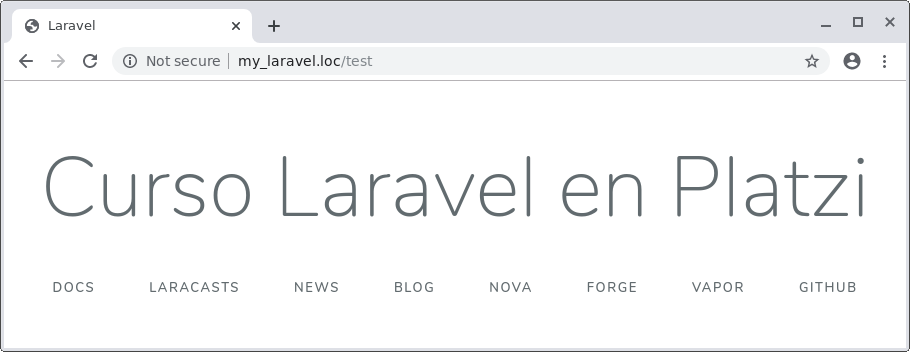 Laravel
Not secure my_laravel.loc/test
Curso Laravel en Platzi
DOCS LARACASTS NEWS BLOG NOVA FORGE VAPOR GITHUB